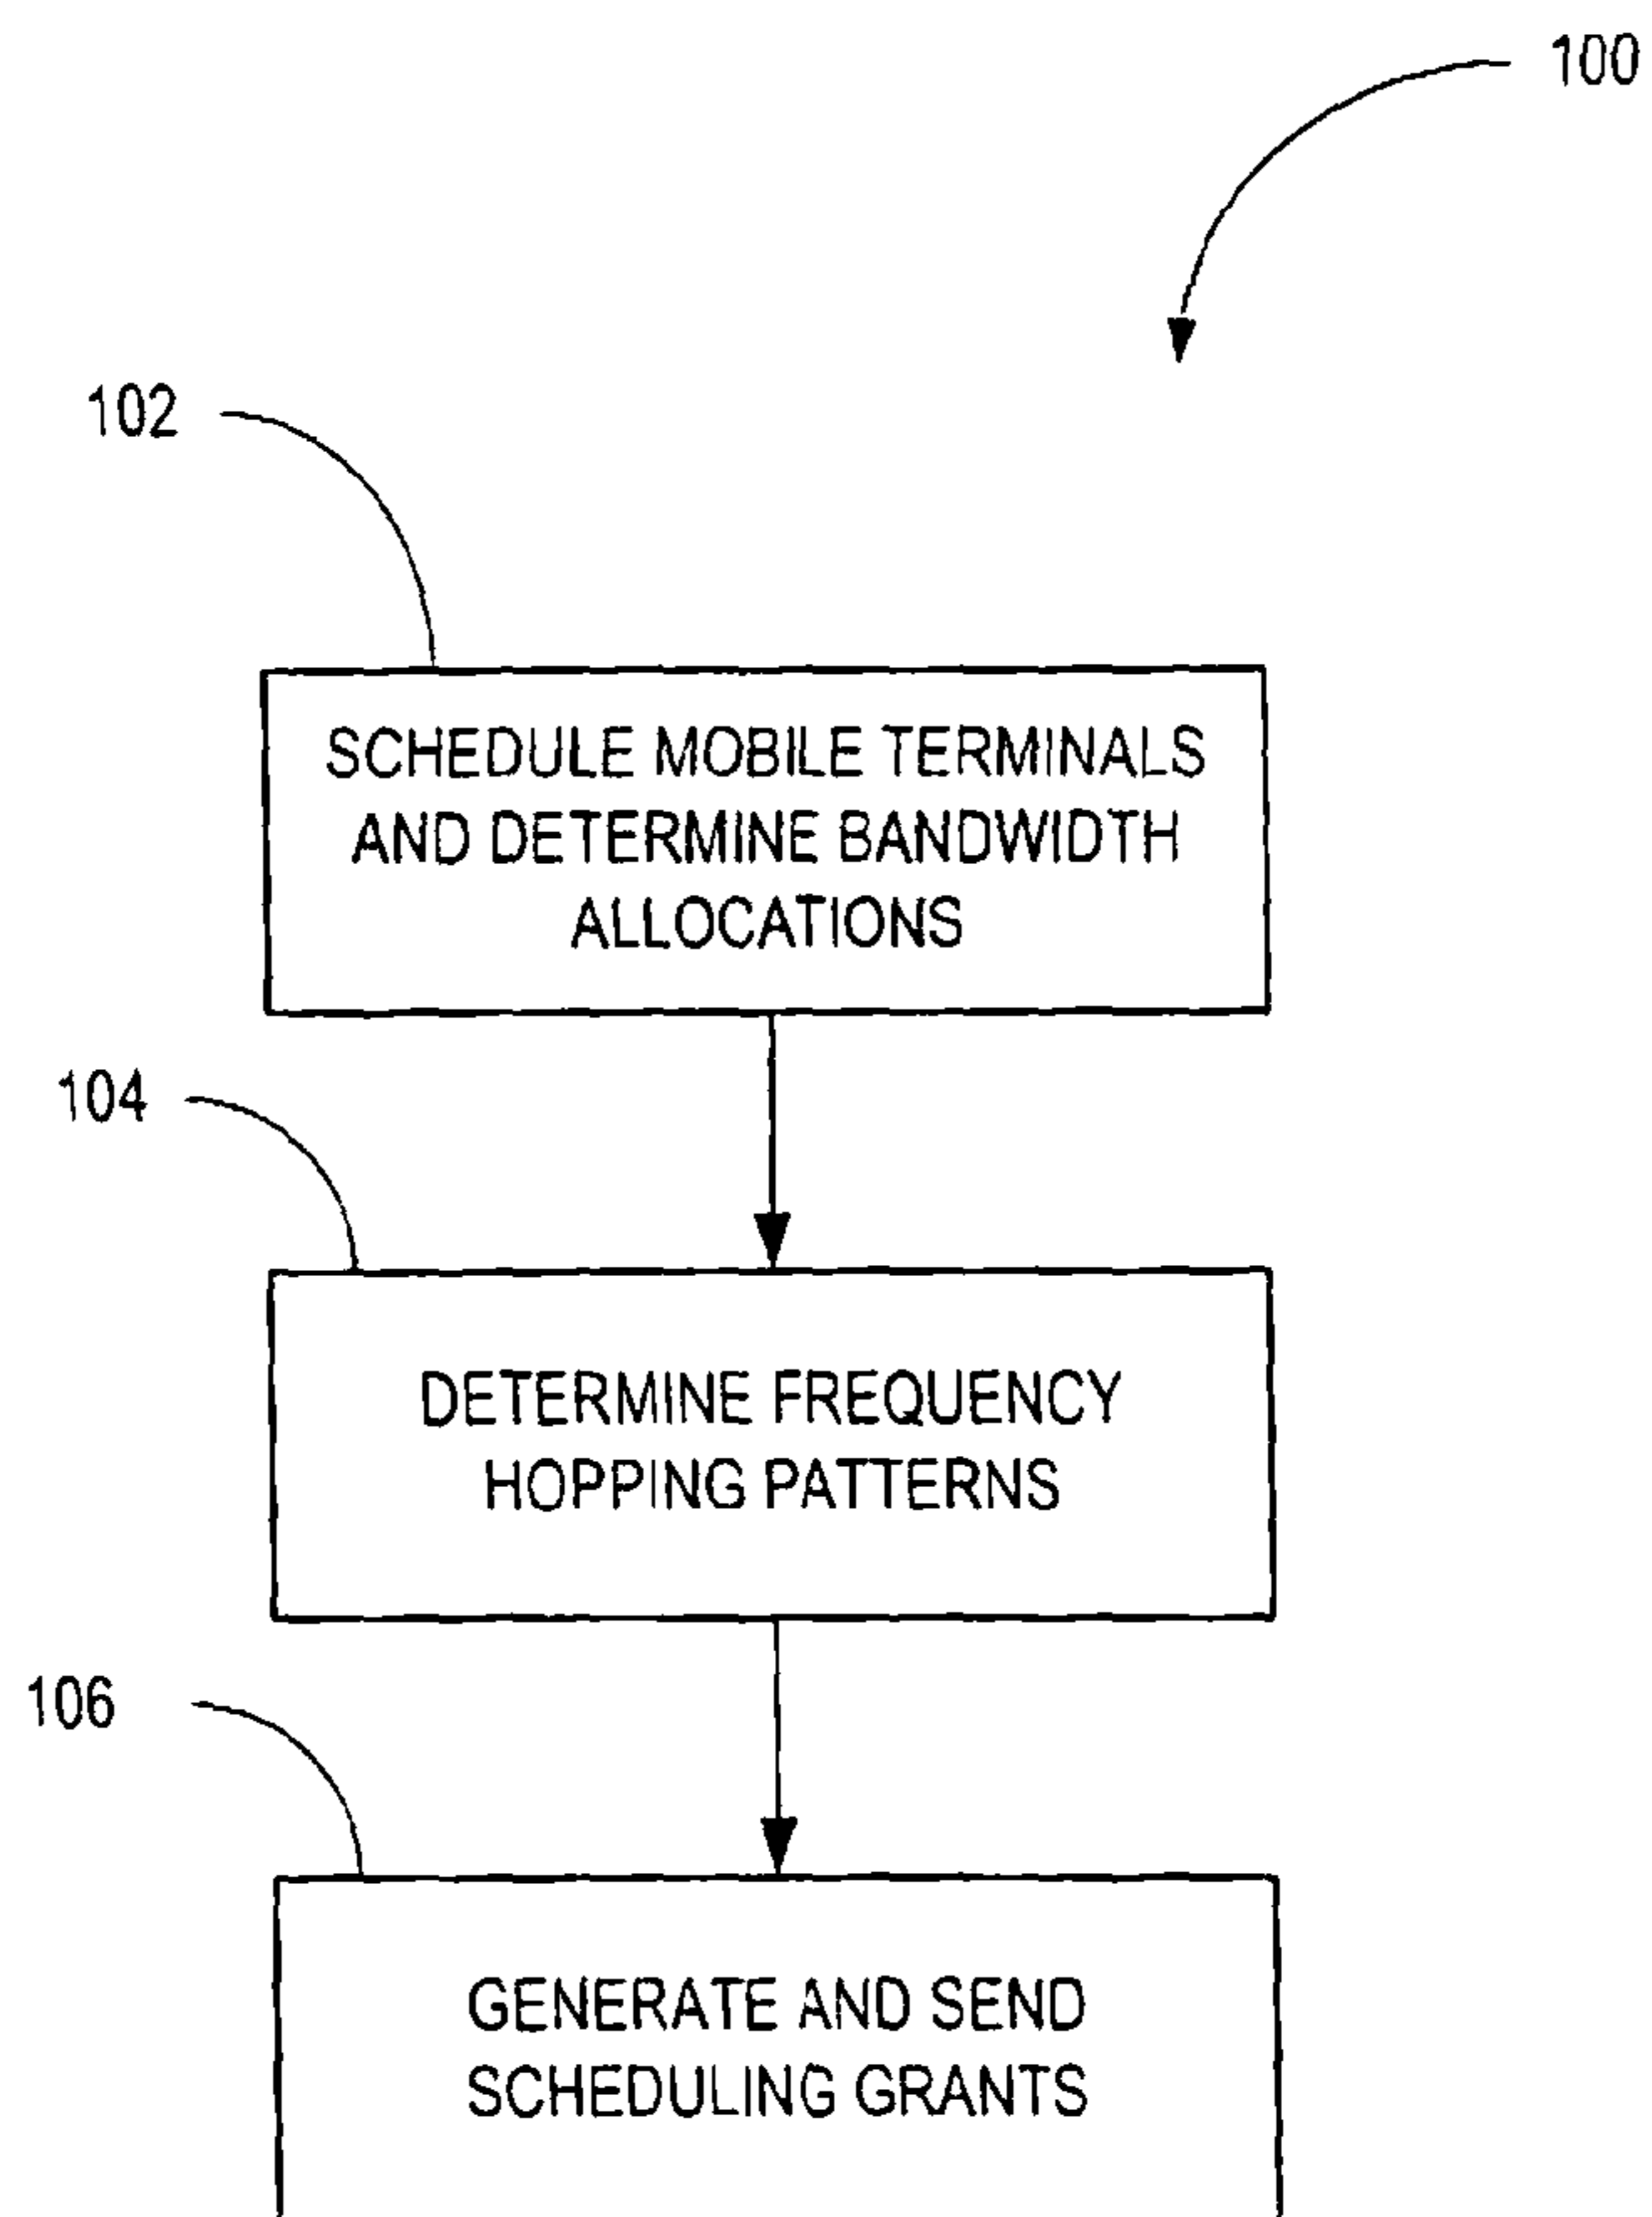 100
102
SCHEDULE MOBILE TERMINALS
AND DETERMINE BANDWIDTH
ALLOCATIONS
104
DETERMINE FREQUENCY
HOPPING PATTERNS
106
GENERATE AND SEND
SCHEDULING GRANTS